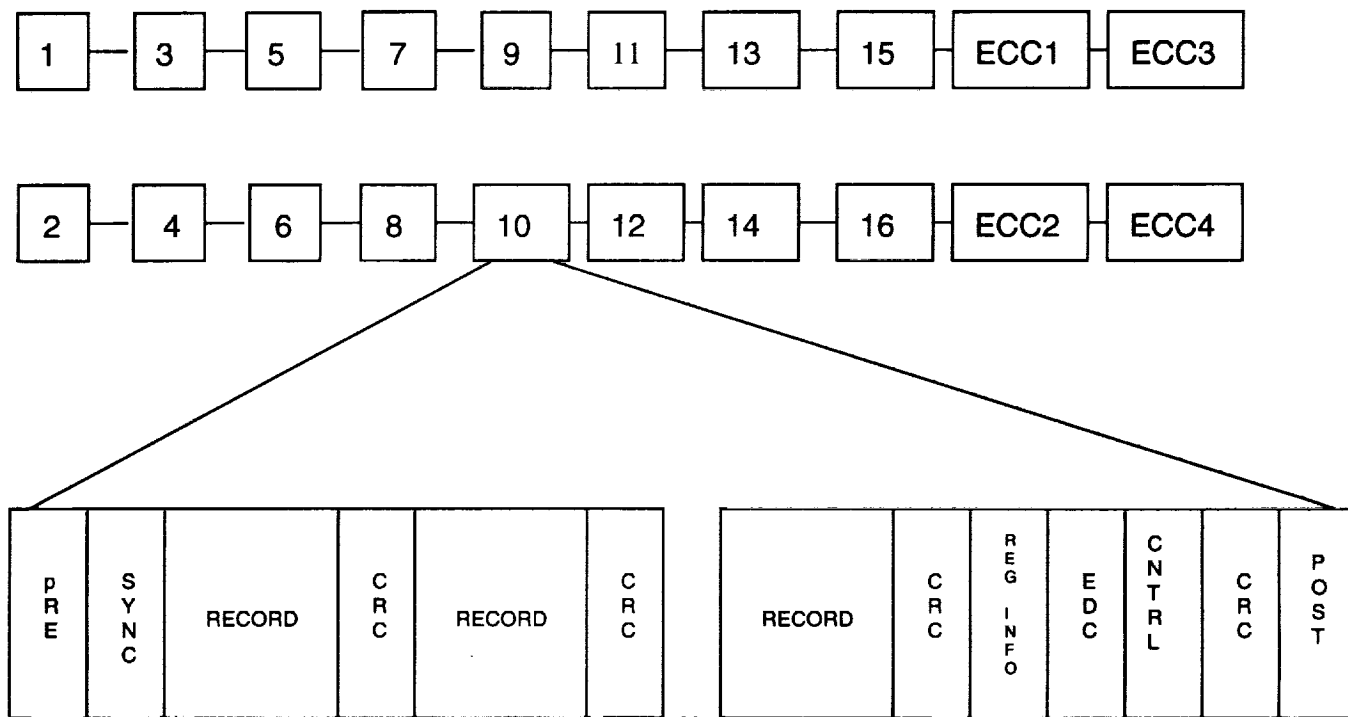 1 3 5 7 9 11 13 15 ECC1 ECC3
2 4 6 8 10 12 14 16 ECC2 ECC4
pRE
SYNC
RECORD
CRC
RECORD
CRC
RECORD
CRC
REG INFO
EDC
CNTRL
CRC
POST